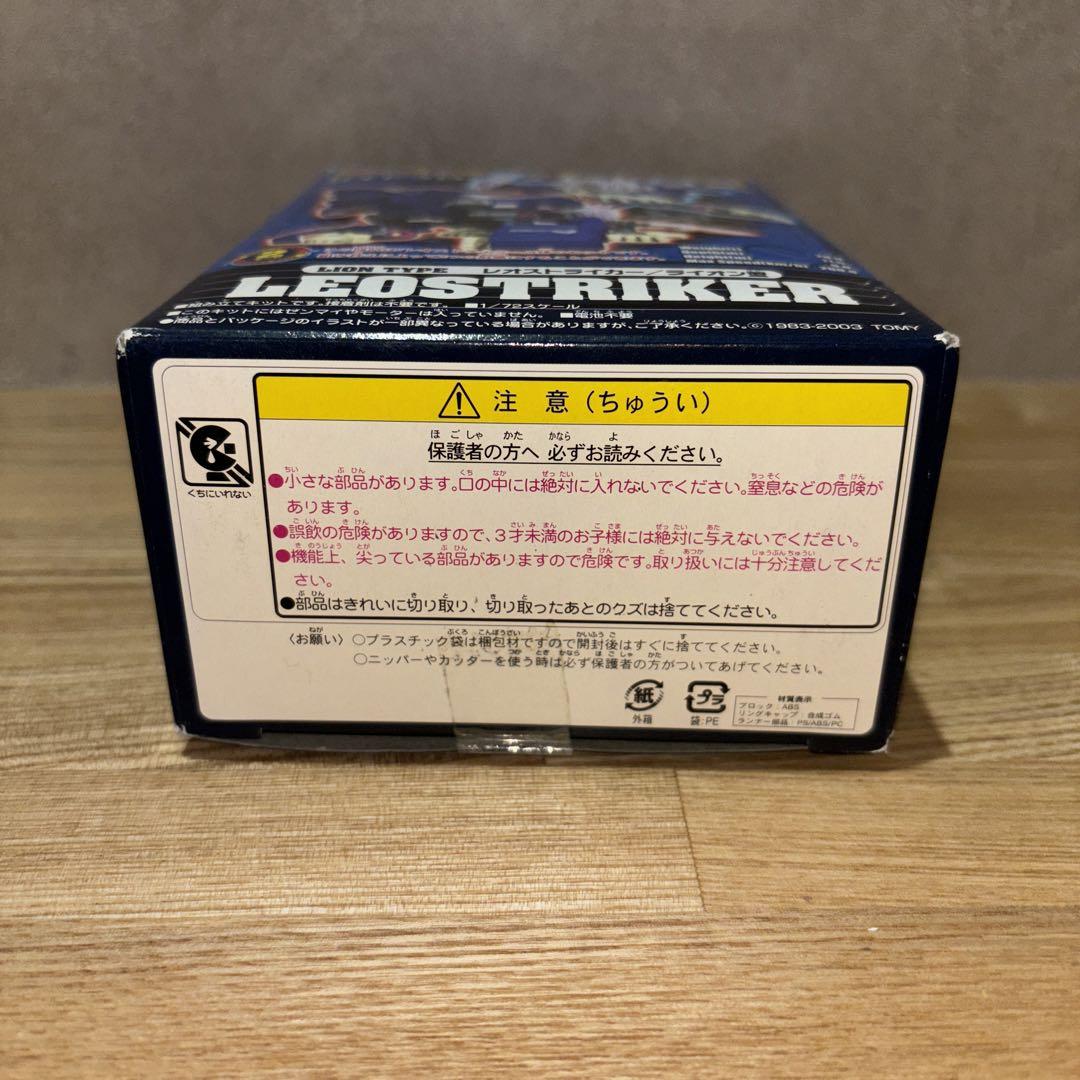 LION TYPE レオストライカー/ライオン型
LEOSTRIKER
●組み立てキットです。接着剤は不要です。 ■1/72スケール
●このキットにはゼンマイやモーターは入っていません。 ■電池不要
●商品とパッケージのイラストが一部異なっている場合がありますが、ご了承ください。©1983-2003 TOMY
注 意（ちゅうい）
保護者の方へ 必ずお読みください。
●小さな部品があります。口の中には絶対に入れないでください。窒息などの危険が
あります。
●誤飲の危険がありますので、3才未満のお子様には絶対に与えないでください。
●機能上、尖っている部品がありますので危険です。取り扱いには十分注意してくだ
さい。
●部品はきれいに切り取り、切り取ったあとのクズは捨ててください。
くちにいれない
〈お願い〉○プラスチック袋は梱包材ですので開封後はすぐに捨ててください。
○ニッパーやカッターを使う時は必ず保護者の方がついてあげてください。
紙
外箱
プラ
袋:PE
材質表示
ブロック:ABS
リングキャップ:合成ゴム
ランナー部品:PS/ABS/PC